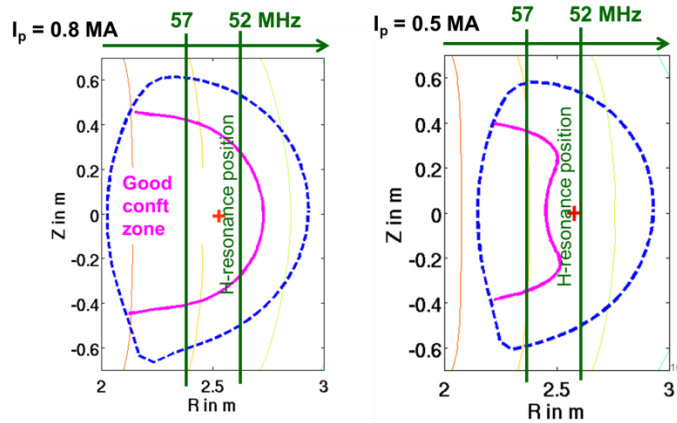 I_p = 0.8 MA
57
52 MHz
Z in m
0.6
0.4
0.2
0
-0.2
-0.4
-0.6
Good
conft
zone
H-resonance position
2
2.5
3
R in m
I_p = 0.5 MA
57
52 MHz
Z in m
0.6
0.4
0.2
0
-0.2
-0.4
-0.6
H-resonance position
2
2.5
3
R in m
10